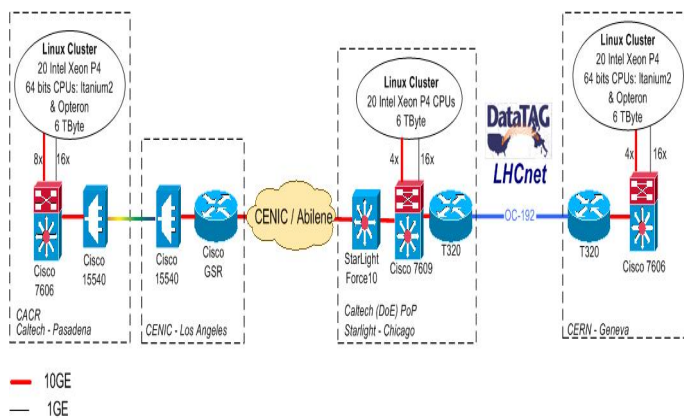 Linux Cluster
20 Intel Xeon P4
64 bits CPUs: Itanium2
& Opteron
6 TByte
8x
16x
Cisco
7606
Cisco
15540
CACR
Caltech - Pasadena
Cisco
15540
Cisco
GSR
CENIC - Los Angeles
CENIC / Abilene
Linux Cluster
20 Intel Xeon P4 CPUs
6 TByte
4x
16x
StarLight
Force10
Cisco 7609
T320
Caltech (DoE) PoP
Starlight - Chicago
DataTAG
LHCnet
OC-192
Linux Cluster
20 Intel Xeon P4
64 bits CPUs: Itanium2
& Opteron
6 TByte
4x
16x
T320
Cisco 7606
CERN - Geneva
10GE
1GE